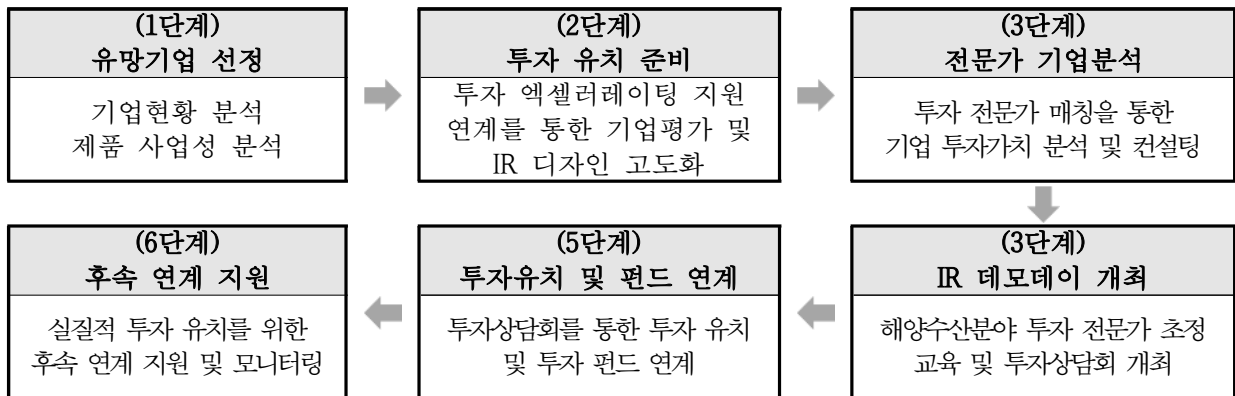 (1단계)
유망기업 선정
기업현황 분석
제품 사업성 분석
(2단계)
투자 유치 준비
투자 엑셀러레이팅 지원
연계를 통한 기업평가 및
IR 디자인 고도화
(3단계)
전문가 기업분석
투자 전문가 매칭을 통한
기업 투자가치 분석 및 컨설팅
(3단계)
IR 데모데이 개최
해양수산분야 투자 전문가 초정
교육 및 투자상담회 개최
(5단계)
투자유치 및 펀드 연계
투자상담회를 통한 투자 유치
및 투자 펀드 연계
(6단계)
후속 연계 지원
실질적 투자 유치를 위한
후속 연계 지원 및 모니터링